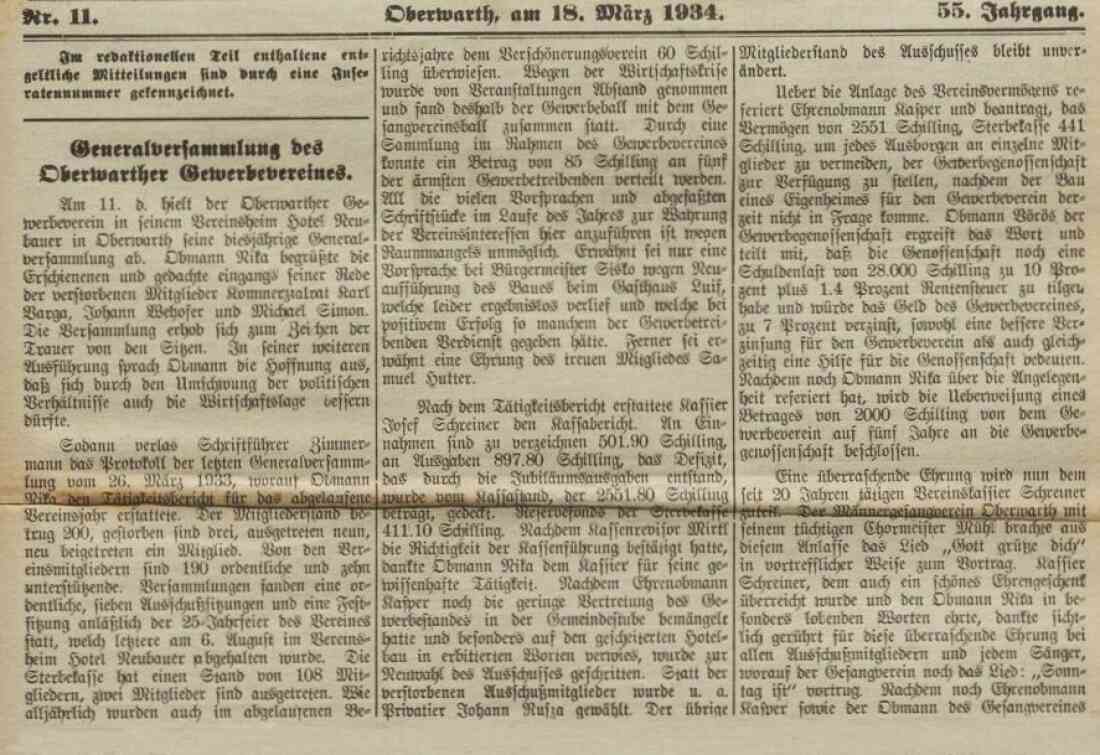 Nr. 11. Oberwarth, am 18. März 1934. 55. Jahrgang.
Im redaktionellen Teil enthaltene ent-
geltliche Mitteilungen sind durch eine Inse-
ratennummer gekennzeichnet.
Generalversammlung des
Oberwarther Gewerbevereines.
Am 11. d. hielt der Oberwarther Ge-
werbeverein in seinem Vereinsheim Hotel Neu-
bauer in Oberwarth seine diesjährige General-
versammlung ab. Obmann Nika begrüßte die
Erschienenen und gedachte eingangs seiner Rede
der verstorbenen Mitglieder Kommerzialrat Karl
Varga, Johann Wehofer und Michael Simon.
Die Versammlung erhob sich zum Zeichen der
Trauer von den Sitzen. In seiner weiteren
Ausführung sprach Obmann die Hoffnung aus,
daß sich durch den Umschwung der politischen
Verhältnisse auch die Wirtschaftslage bessern
dürfte.
Sodann verlas Schriftführer Zimmer-
mann das Protokoll der letzten Generalversamm-
lung vom 26. März 1933, worauf Obmann
Nika den Tätigkeitsbericht für das abgelaufene
Vereinsjahr erstattete. Der Mitgliederstand be-
trug 200, gestorben sind drei, ausgetreten neun,
neu beigetreten ein Mitglied. Von den Ver-
einsmitgliedern sind 190 ordentliche und zehn
unterstützende. Versammlungen fanden eine or-
dentliche, sieben Ausschußsitzungen und eine Fest-
sitzung anläßlich der 25-Jahrfeier des Vereines
statt, welch letztere am 6. August im Vereins-
heim Hotel Neubauer abgehalten wurde. Die
Sterbekasse hat einen Stand von 108 Mit-
gliedern, zwei Mitglieder sind ausgetreten. Wie
alljährlich wurden auch im abgelaufenen Be-
richtsjahre dem Verschönerungsverein 60 Schil-
ling überwiesen. Wegen der Wirtschaftskrise
wurde von Veranstaltungen Abstand genommen
und fand deshalb der Gewerbeball mit dem Ge-
sangvereinsball zusammen statt. Durch eine
Sammlung im Rahmen des Gewerbevereines
konnte ein Betrag von 85 Schilling an fünf
der ärmsten Gewerbetreibenden verteilt werden.
All die vielen Vorsprachen und abgefaßten
Schriftstücke im Laufe des Jahres zur Wahrung
der Vereinsinteressen hier anzuführen ist wegen
Raummangels unmöglich. Erwähnt sei nur eine
Vorsprache bei Bürgermeister Sisko wegen Neu-
aufführung des Baues beim Gasthaus Luif,
welche leider ergebnislos verlief und welche bei
positivem Erfolg so manchem der Gewerbetrei-
benden Verdienst gegeben hätte. Ferner sei er-
wähnt eine Ehrung des treuen Mitgliedes Sa-
muel Hutter.
Nach dem Tätigkeitsbericht erstattete Kassier
Josef Schreiner den Kassabericht. An Ein-
nahmen sind zu verzeichnen 501.90 Schilling,
an Ausgaben 897.80 Schilling, das Defizit,
das durch die Jubiläumsausgaben entstand,
wurde vom Kassastand, der 2551.80 Schilling
beträgt, gedeckt. Reservefonds der Sterbekasse
411.10 Schilling. Nachdem Kassenrevisor Mirtl
die Richtigkeit der Kassenführung bestätigt hatte,
dankte Obmann Nika dem Kassier für seine ge-
wissenhafte Tätigkeit. Nachdem Ehrenobmann
Kasper noch die geringe Vertretung des Ge-
werbestandes in der Gemeindestube bemängelt
hatte und besonders auf den gescheiterten Hotel-
bau in erbitterten Worten verwies, wurde zur
Neuwahl des Ausschusses geschritten. Statt der
verstorbenen Ausschußmitglieder wurde u. a.
Privatier Johann Rusza gewählt. Der übrige
Mitgliederstand des Ausschusses bleibt unver-
ändert.
Ueber die Anlage des Vereinsvermögens re-
feriert Ehrenobmann Kasper und beantragt, das
Vermögen von 2551 Schilling, Sterbekasse 441
Schilling. um jedes Ausborgen an einzelne Mit-
glieder zu vermeiden, der Gewerbegenossenschaft
zur Verfügung zu stellen, nachdem der Bau
eines Eigenheimes für den Gewerbeverein der-
zeit nicht in Frage komme. Obmann Vörös der
Gewerbegenossenschaft ergreift das Wort und
teilt mit, daß die Genossenschaft noch eine
Schuldenlast von 28.000 Schilling zu 10 Pro-
zent plus 1.4 Prozent Rentensteuer zu tilgen
habe und würde das Geld des Gewerbevereines,
zu 7 Prozent verzinst, sowohl eine bessere Ver-
zinsung für den Gewerbeverein als auch gleich-
zeitig eine Hilfe für die Genossenschaft bedeuten.
Nachdem noch Obmann Nika über die Angelegen-
heit referiert hat, wird die Ueberweisung eines
Betrages von 2000 Schilling von dem Ge-
werbeverein auf fünf Jahre an die Gewerbe-
genossenschaft beschlossen.
Eine überraschende Ehrung wird nun dem
seit 20 Jahren tätigen Vereinskassier Schreiner
zuteil. Der Männergesangverein Oberwarth mit
seinem tüchtigen Chormeister Mühl brachte aus
diesem Anlasse das Lied „Gott grüße dich"
in vortrefflicher Weise zum Vortrag. Kassier
Schreiner, dem auch ein schönes Ehrengeschenk
überreicht wurde und den Obmann Nika in be-
sonders lobenden Worten ehrte, dankte sicht-
lich gerührt für diese überraschende Ehrung bei
allen Ausschußmitgliedern und jedem Sänger,
worauf der Gesangverein noch das Lied: „Sonn-
tag ist" vortrug. Nachdem noch Ehrenobmann
Kasper sowie der Obmann des Gesangvereines